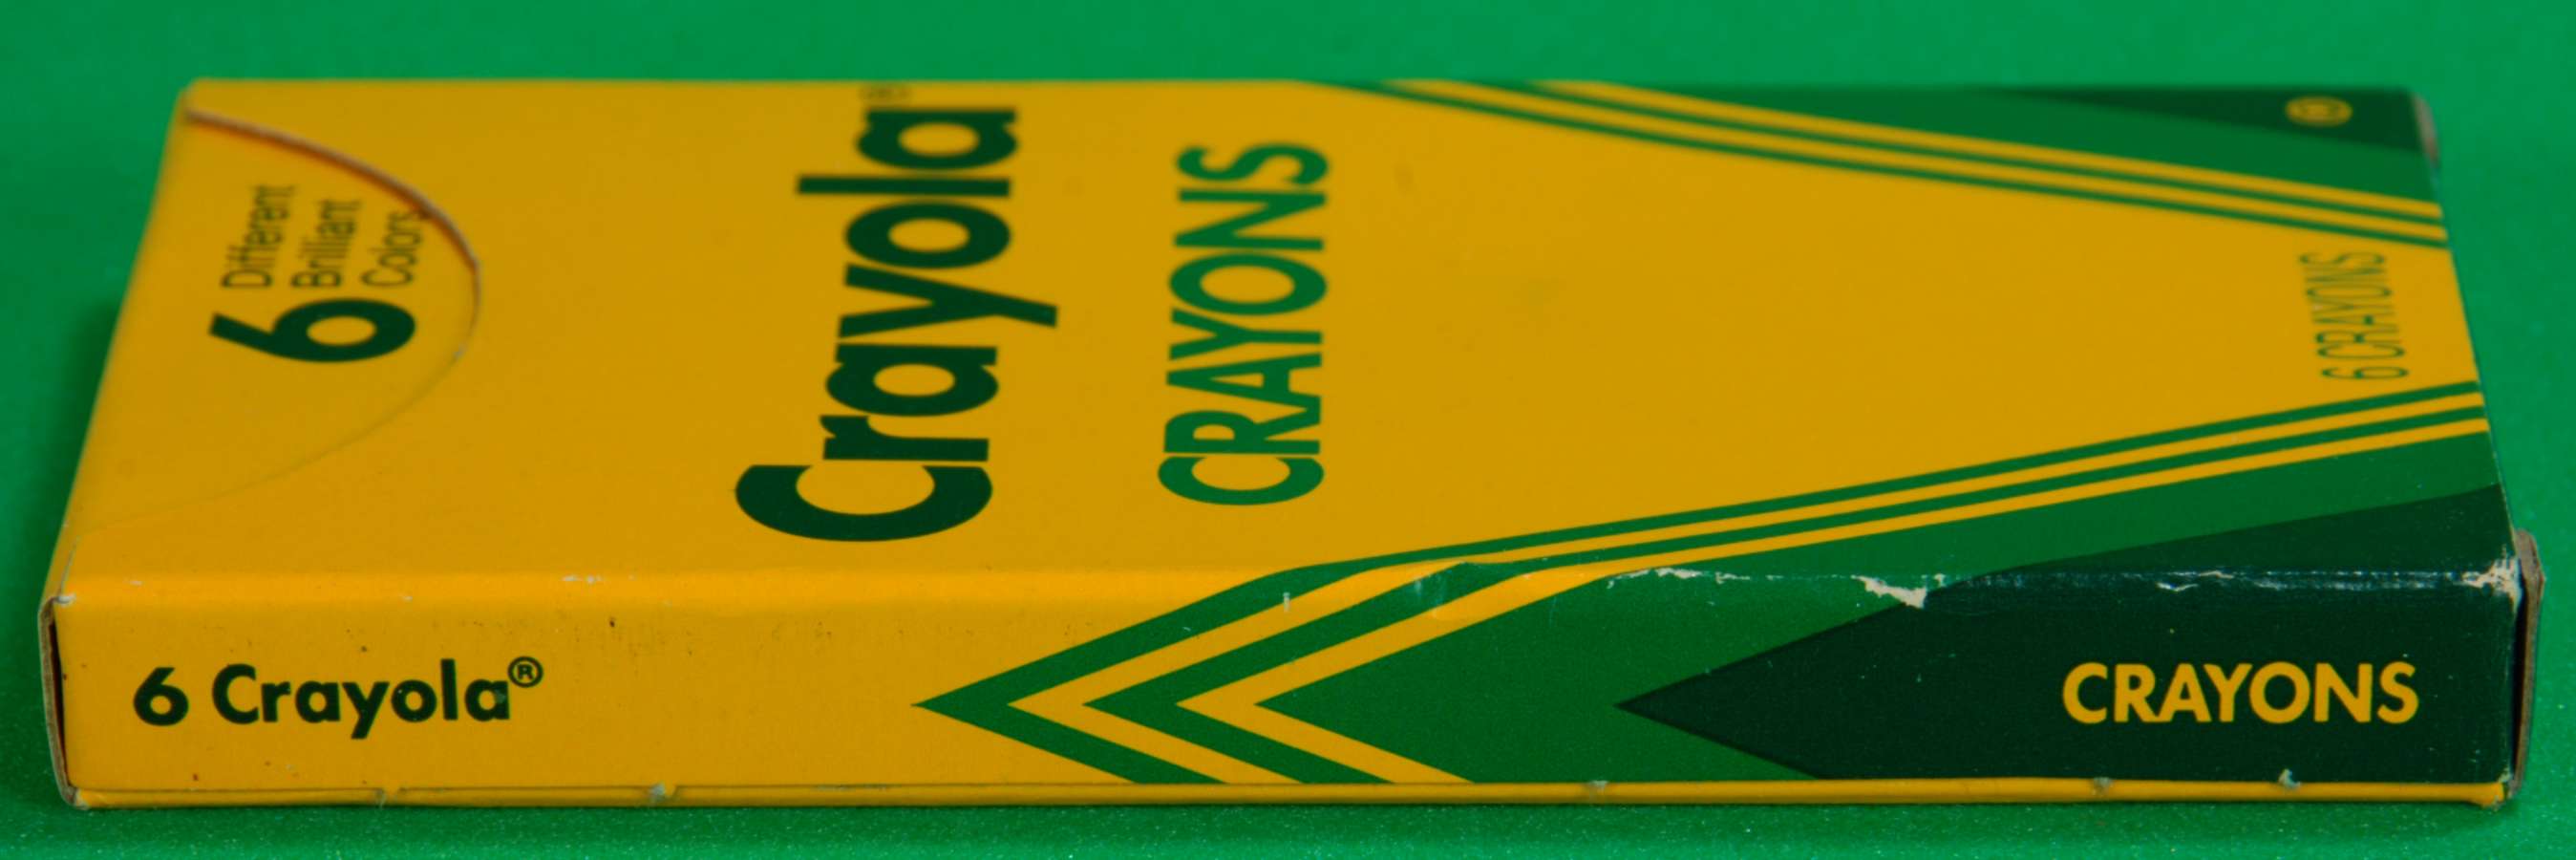 6 Different
Brilliant
Colors
Crayola®
CRAYONS
6 CRAYONS
6 Crayola®
CRAYONS